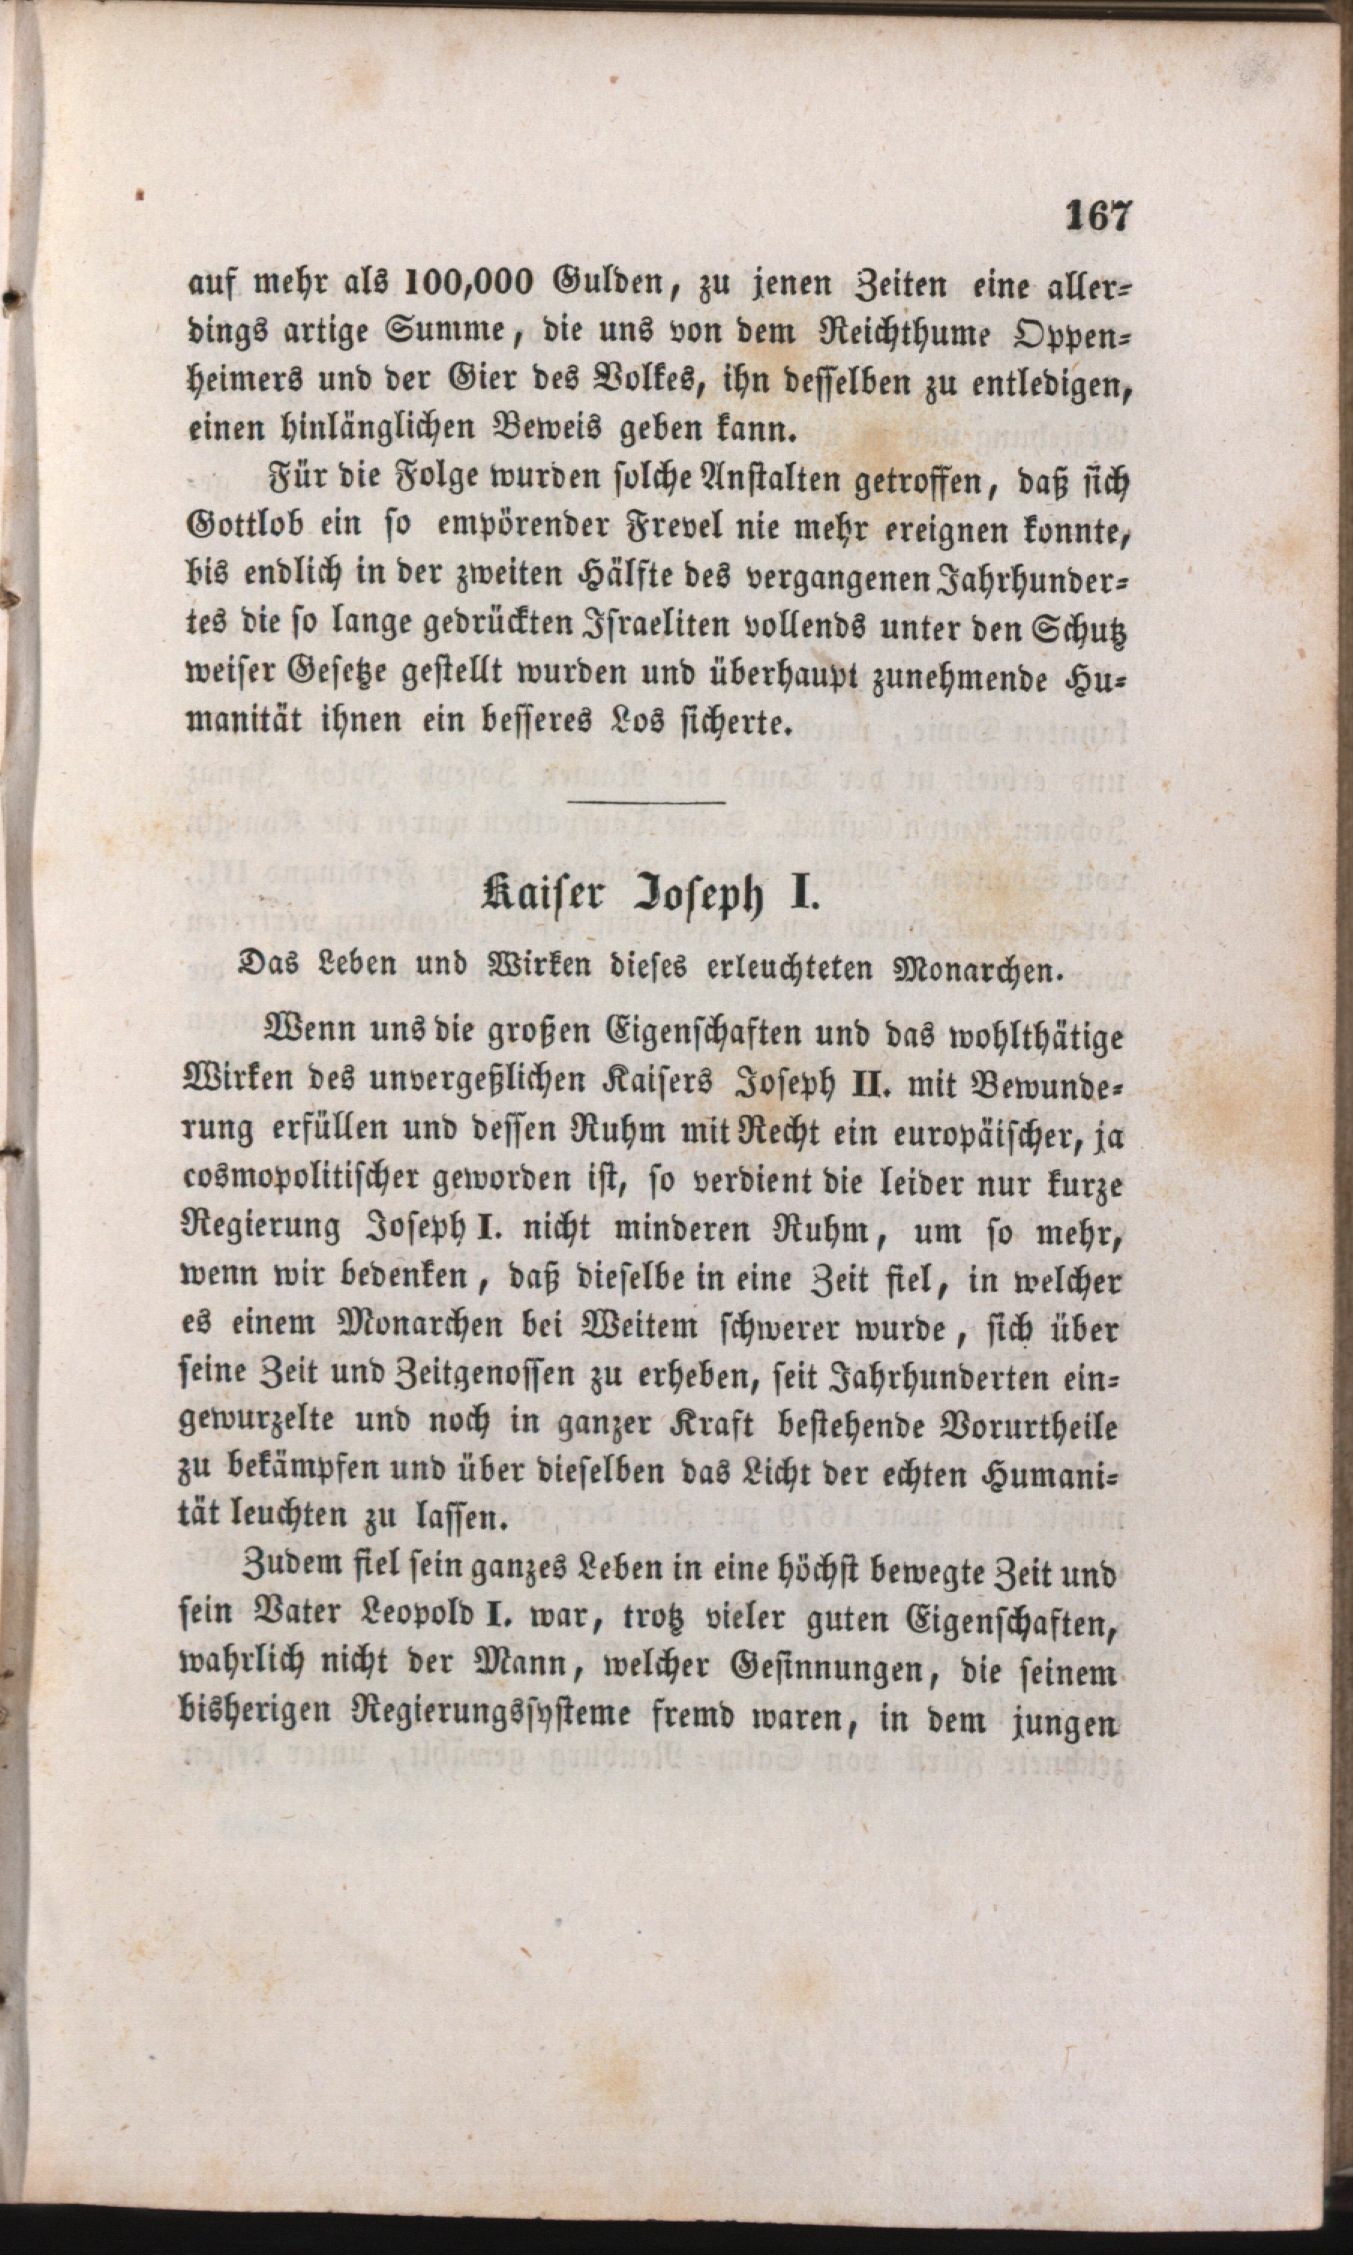 167
auf mehr als 100,000 Gulden, zu jenen Zeiten eine aller-
dings artige Summe, die uns von dem Reichthume Oppen-
heimers und der Gier des Volkes, ihn desselben zu entledigen,
einen hinlänglichen Beweis geben kann.
Für die Folge wurden solche Anstalten getroffen, daß sich
Gottlob ein so empörender Frevel nie mehr ereignen konnte,
bis endlich in der zweiten Hälfte des vergangenen Jahrhunder-
tes die so lange gedrückten Israeliten vollends unter den Schutz
weiser Gesetze gestellt wurden und überhaupt zunehmende Hu-
manität ihnen ein besseres Los sicherte.
Kaiser Joseph I.
Das Leben und Wirken dieses erleuchteten Monarchen.
Wenn uns die großen Eigenschaften und das wohlthätige
Wirken des unvergeßlichen Kaisers Joseph II. mit Bewunde-
rung erfüllen und dessen Ruhm mit Recht ein europäischer, ja
cosmopolitischer geworden ist, so verdient die leider nur kurze
Regierung Joseph I. nicht minderen Ruhm, um so mehr,
wenn wir bedenken, daß dieselbe in eine Zeit fiel, in welcher
es einem Monarchen bei Weitem schwerer wurde, sich über
seine Zeit und Zeitgenossen zu erheben, seit Jahrhunderten ein-
gewurzelte und noch in ganzer Kraft bestehende Vorurtheile
zu bekämpfen und über dieselben das Licht der echten Humani-
tät leuchten zu lassen.
Zudem fiel sein ganzes Leben in eine höchst bewegte Zeit und
sein Vater Leopold I. war, trotz vieler guten Eigenschaften,
wahrlich nicht der Mann, welcher Gesinnungen, die seinem
bisherigen Regierungssysteme fremd waren, in dem jungen